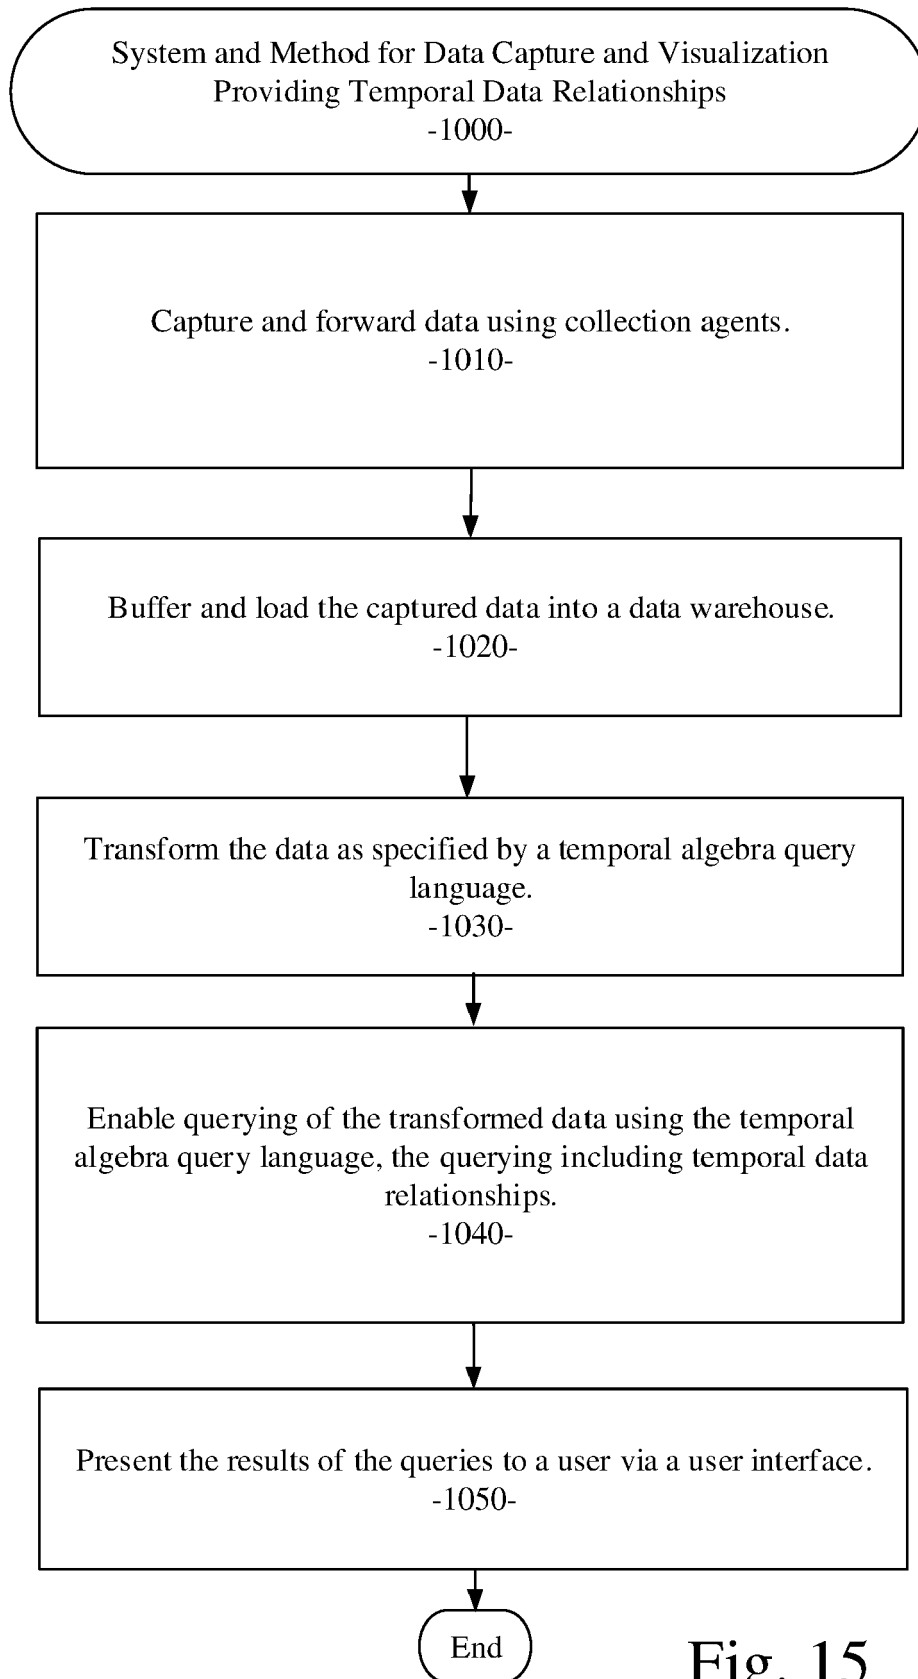 System and Method for Data Capture and Visualization
Providing Temporal Data Relationships
-1000-
Capture and forward data using collection agents.
-1010-
Buffer and load the captured data into a data warehouse.
-1020-
Transform the data as specified by a temporal algebra query
language.
-1030-
Enable querying of the transformed data using the temporal
algebra query language, the querying including temporal data
relationships.
-1040-
Present the results of the queries to a user via a user interface.
-1050-
End
Fig. 15